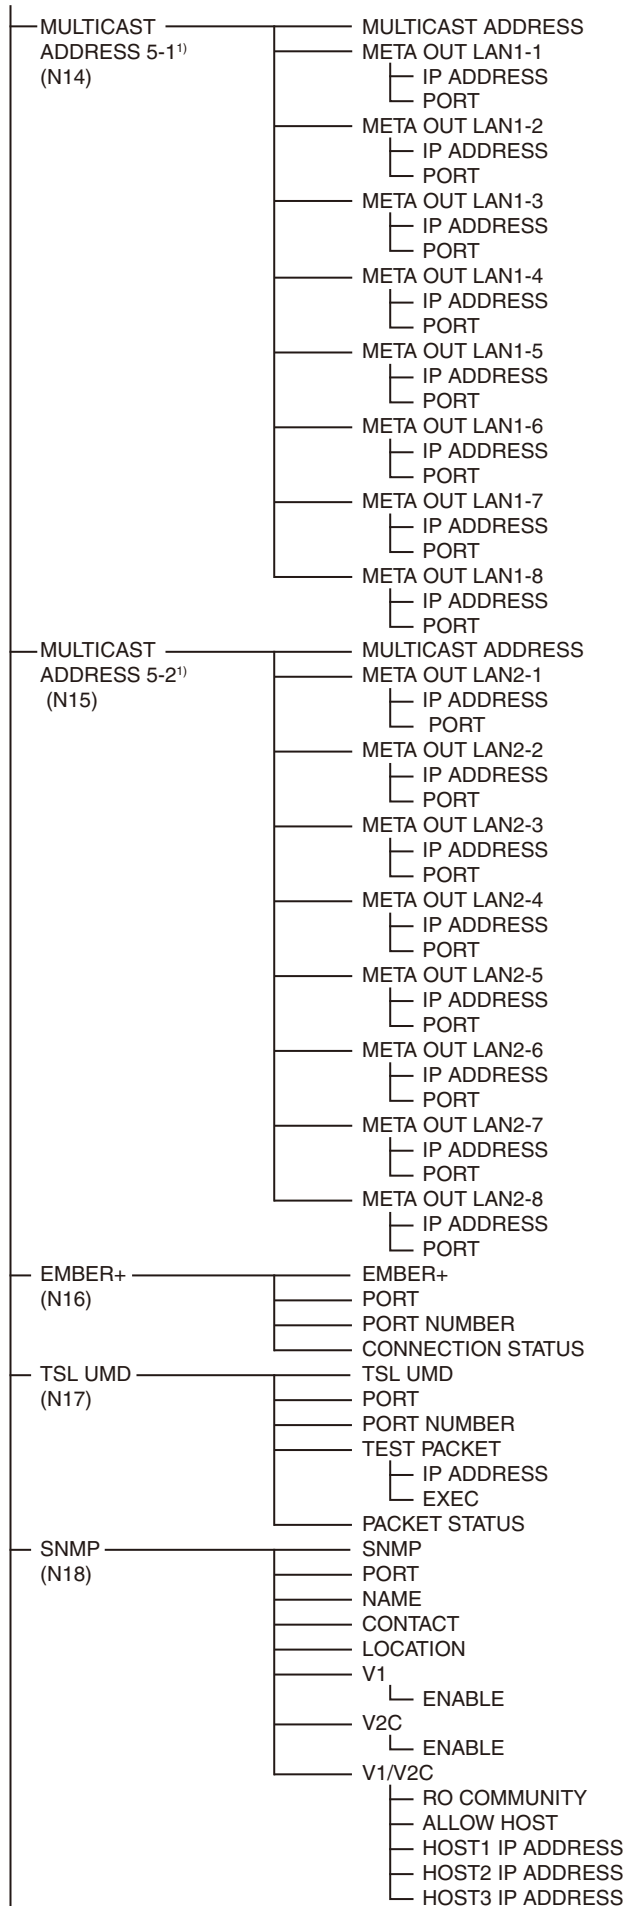 MULTICAST MULTICAST ADDRESS
ADDRESS 5-1¹⁾ META OUT LAN1-1
(N14) IP ADDRESS
PORT
META OUT LAN1-2
IP ADDRESS
PORT
META OUT LAN1-3
IP ADDRESS
PORT
META OUT LAN1-4
IP ADDRESS
PORT
META OUT LAN1-5
IP ADDRESS
PORT
META OUT LAN1-6
IP ADDRESS
PORT
META OUT LAN1-7
IP ADDRESS
PORT
META OUT LAN1-8
IP ADDRESS
PORT
MULTICAST MULTICAST ADDRESS
ADDRESS 5-2¹⁾ META OUT LAN2-1
(N15) IP ADDRESS
PORT
META OUT LAN2-2
IP ADDRESS
PORT
META OUT LAN2-3
IP ADDRESS
PORT
META OUT LAN2-4
IP ADDRESS
PORT
META OUT LAN2-5
IP ADDRESS
PORT
META OUT LAN2-6
IP ADDRESS
PORT
META OUT LAN2-7
IP ADDRESS
PORT
META OUT LAN2-8
IP ADDRESS
PORT
EMBER+ EMBER+
(N16) PORT
PORT NUMBER
CONNECTION STATUS
TSL UMD TSL UMD
(N17) PORT
PORT NUMBER
TEST PACKET
IP ADDRESS
EXEC
PACKET STATUS
SNMP SNMP
(N18) PORT
NAME
CONTACT
LOCATION
V1
ENABLE
V2C
ENABLE
V1/V2C
RO COMMUNITY
ALLOW HOST
HOST1 IP ADDRESS
HOST2 IP ADDRESS
HOST3 IP ADDRESS